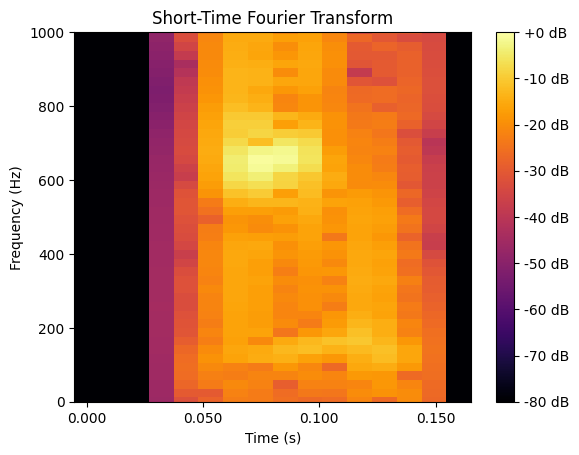 Short-Time Fourier Transform
1000
800
600
400
200
0
Frequency (Hz)
0.000
0.050
0.100
0.150
Time (s)
+0 dB
-10 dB
-20 dB
-30 dB
-40 dB
-50 dB
-60 dB
-70 dB
-80 dB